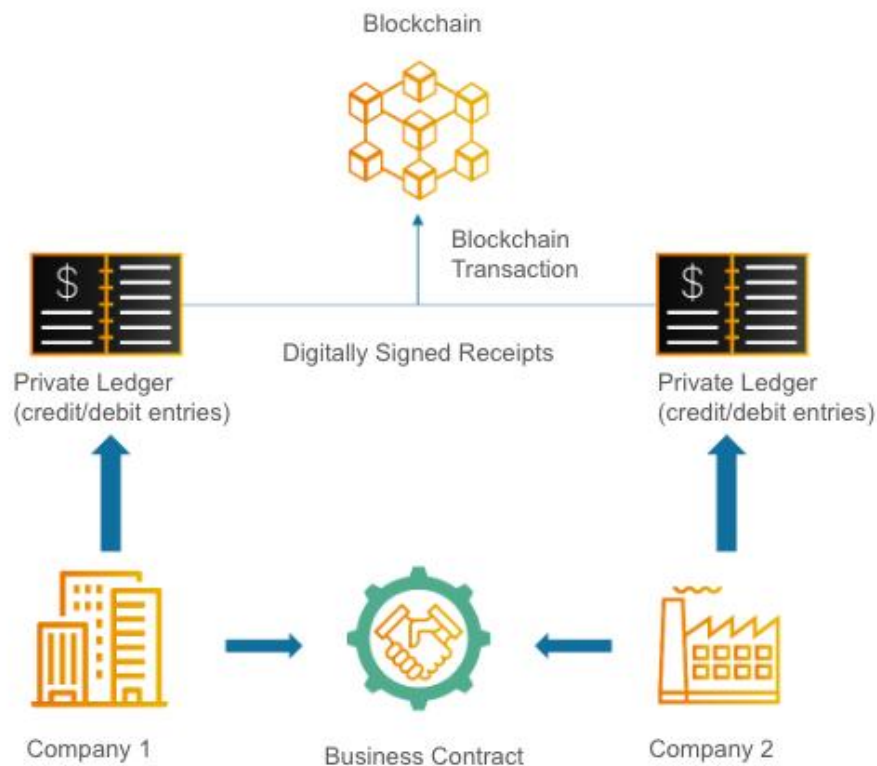 Blockchain
Blockchain
Transaction
$
$
Digitally Signed Receipts
Private Ledger
(credit/debit entries)
Private Ledger
(credit/debit entries)
Company 1
Business Contract
Company 2